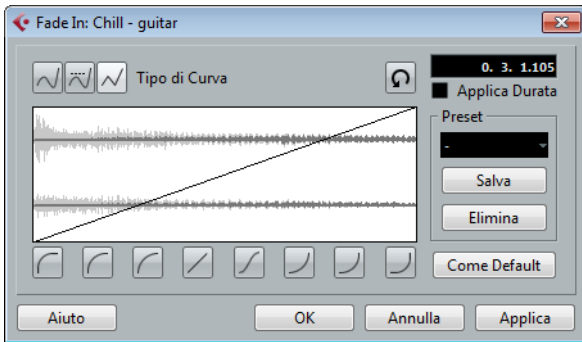 Fade In: Chill - guitar
Tipo di Curva
0. 3. 1.105
Applica Durata
Preset
-
Salva
Elimina
Come Default
Aiuto
OK
Annulla
Applica